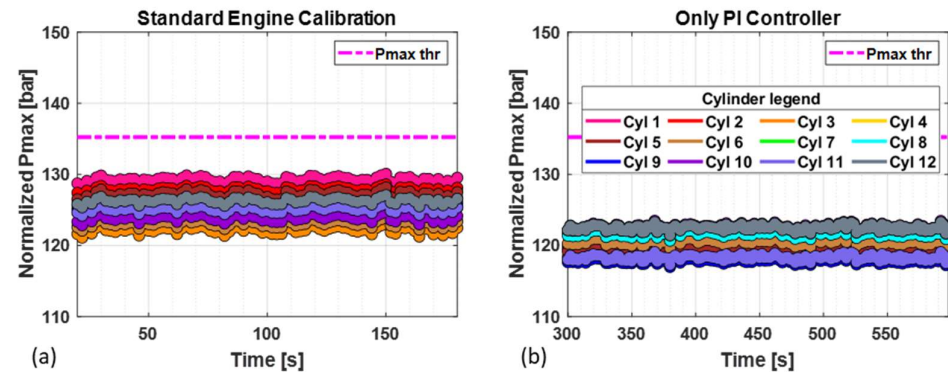 Standard Engine Calibration
Normalized Pmax [bar]
150
140
130
120
110
Pmax thr
50
100
150
Time [s]
(a)
Only PI Controller
Normalized Pmax [bar]
150
140
130
120
110
Pmax thr
Cylinder legend
Cyl 1 Cyl 2 Cyl 3 Cyl 4
Cyl 5 Cyl 6 Cyl 7 Cyl 8
Cyl 9 Cyl 10 Cyl 11 Cyl 12
300 350 400 450 500 550
Time [s]
(b)